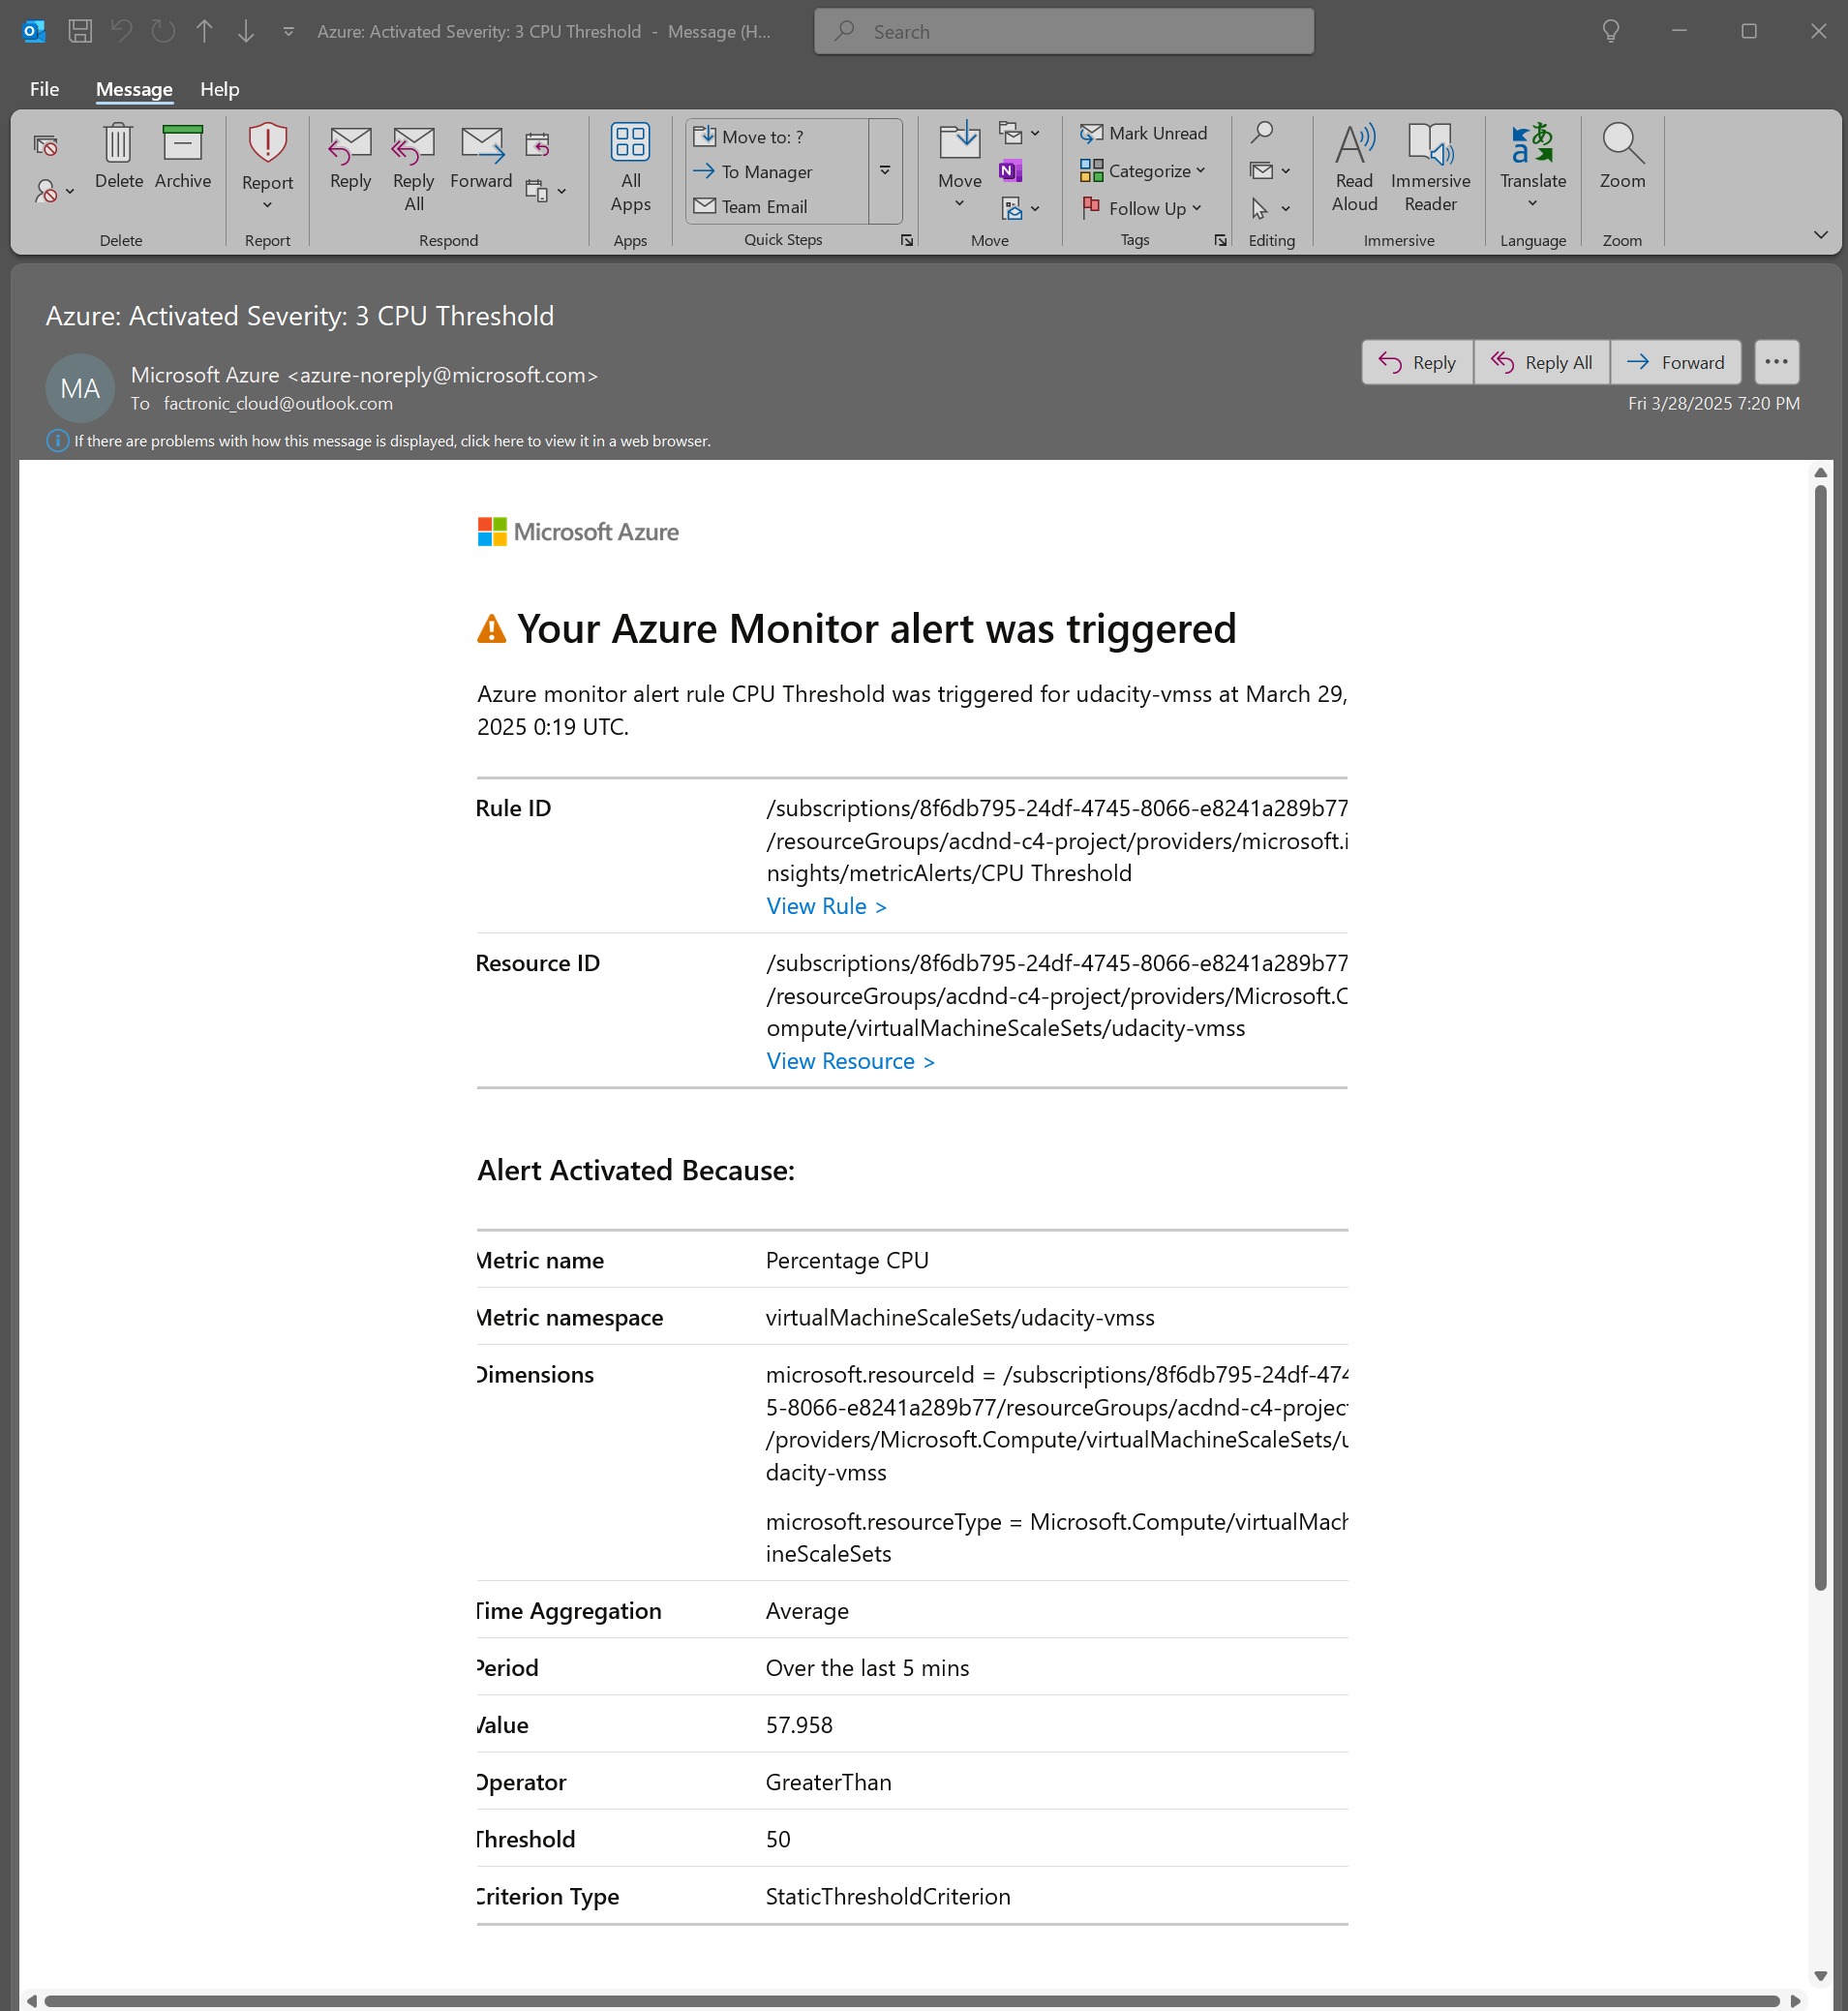 Azure: Activated Severity: 3 CPU Threshold - Message (H...
Search
File Message Help
Delete
Archive
Report
Reply
Reply All
Forward
All Apps
Move to: ?
To Manager
Team Email
Move
Mark Unread
Categorize
Follow Up
Read Aloud
Immersive Reader
Translate
Zoom
Delete Report Respond Apps Quick Steps Move Tags Editing Immersive Language Zoom
Azure: Activated Severity: 3 CPU Threshold
MA
Microsoft Azure <azure-noreply@microsoft.com>
To factronic_cloud@outlook.com
Reply Reply All Forward
Fri 3/28/2025 7:20 PM
If there are problems with how this message is displayed, click here to view it in a web browser.
Microsoft Azure
Your Azure Monitor alert was triggered
Azure monitor alert rule CPU Threshold was triggered for udacity-vmss at March 29,
2025 0:19 UTC.
Rule ID /subscriptions/8f6db795-24df-4745-8066-e8241a289b77
/resourceGroups/acdnd-c4-project/providers/microsoft.i
nsights/metricAlerts/CPU Threshold
View Rule >
Resource ID /subscriptions/8f6db795-24df-4745-8066-e8241a289b77
/resourceGroups/acdnd-c4-project/providers/Microsoft.C
ompute/virtualMachineScaleSets/udacity-vmss
View Resource >
Alert Activated Because:
Metric name Percentage CPU
Metric namespace virtualMachineScaleSets/udacity-vmss
Dimensions microsoft.resourceId = /subscriptions/8f6db795-24df-474
5-8066-e8241a289b77/resourceGroups/acdnd-c4-project
/providers/Microsoft.Compute/virtualMachineScaleSets/u
dacity-vmss
microsoft.resourceType = Microsoft.Compute/virtualMach
ineScaleSets
Time Aggregation Average
Period Over the last 5 mins
Value 57.958
Operator GreaterThan
Threshold 50
Criterion Type StaticThresholdCriterion